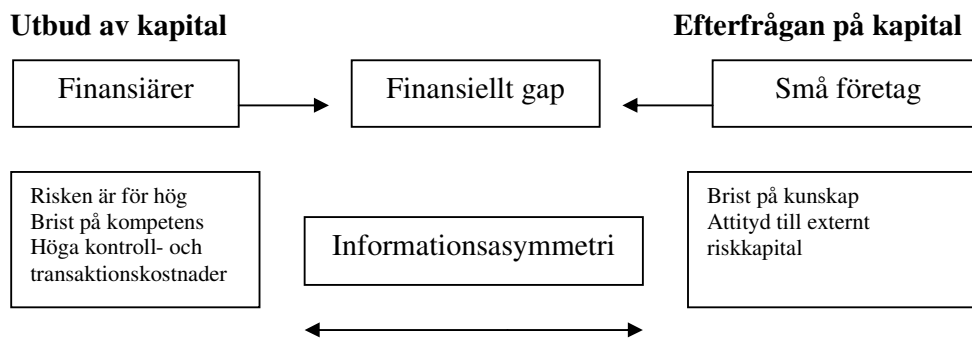 Utbud av kapital
Efterfrågan på kapital
Finansiärer
Finansiellt gap
Små företag
Risken är för hög
Brist på kompetens
Höga kontroll- och
transaktionskostnader
Informationsasymmetri
Brist på kunskap
Attityd till externt
riskkapital